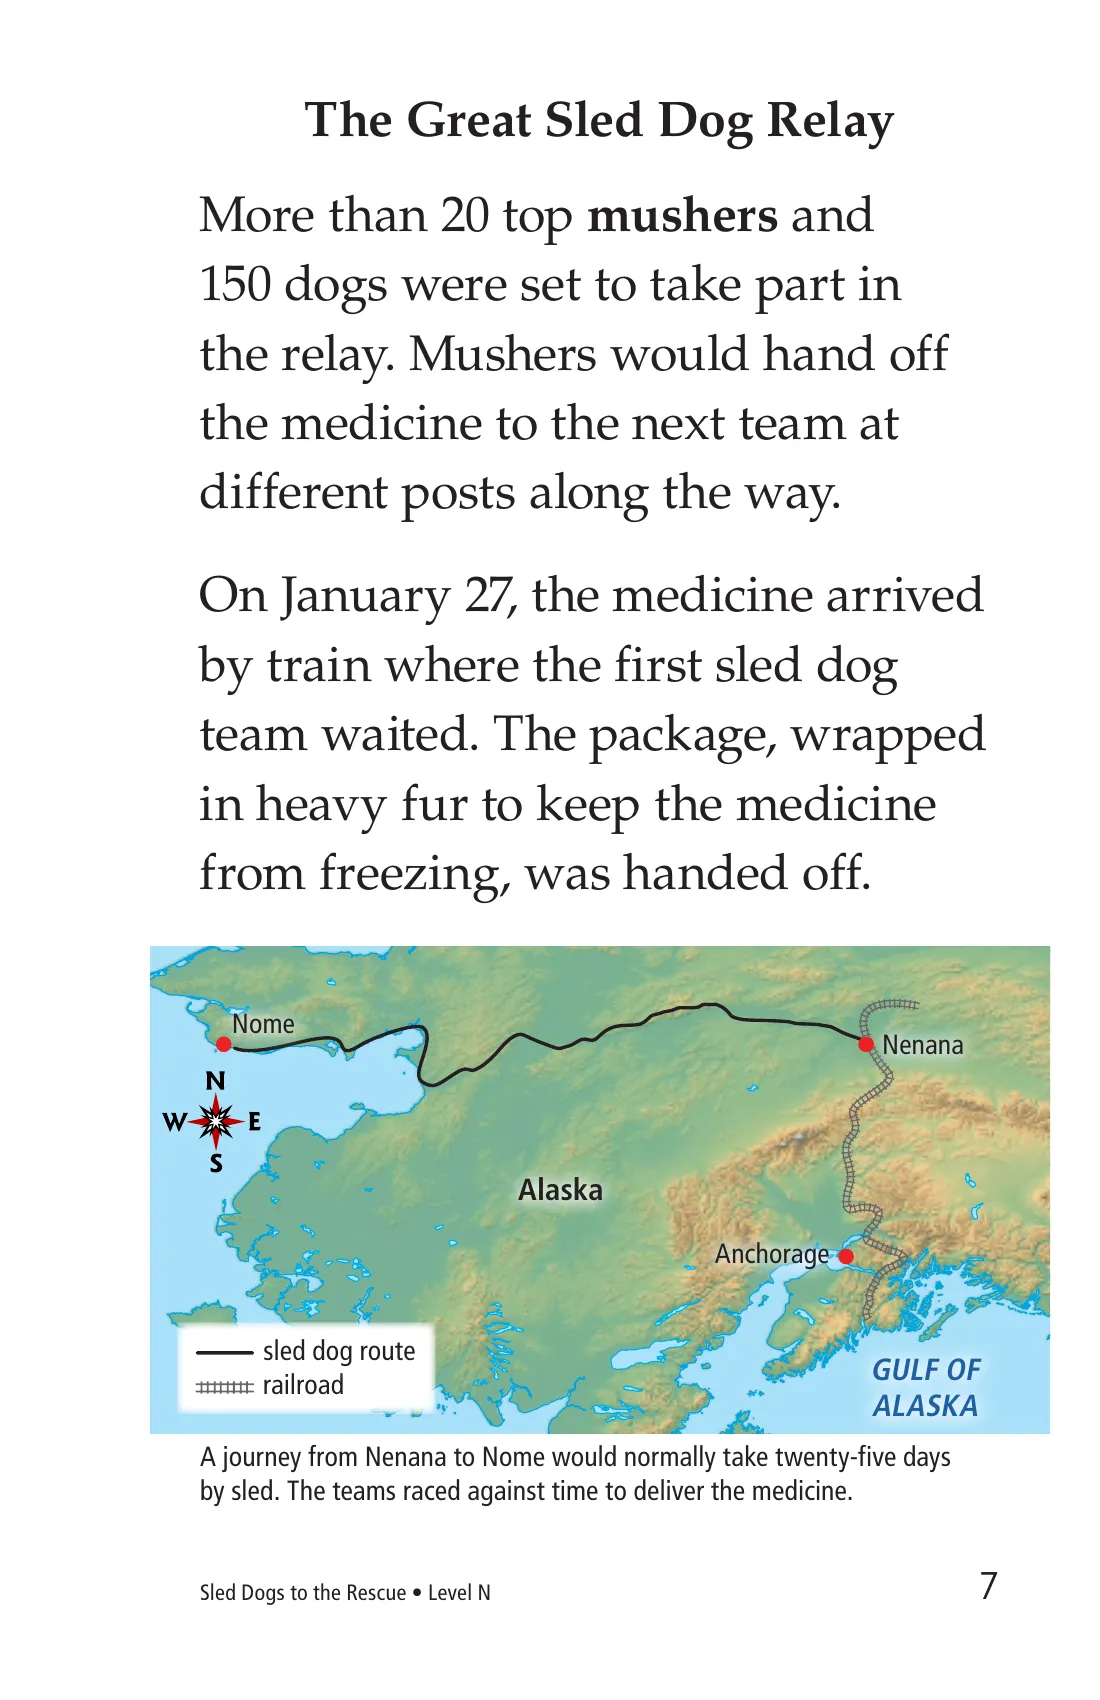 The Great Sled Dog Relay
More than 20 top mushers and
150 dogs were set to take part in
the relay. Mushers would hand off
the medicine to the next team at
different posts along the way.
On January 27, the medicine arrived
by train where the first sled dog
team waited. The package, wrapped
in heavy fur to keep the medicine
from freezing, was handed off.
Nome
Nenana
N
W E
S
Alaska
Anchorage
sled dog route
railroad
GULF OF
ALASKA
A journey from Nenana to Nome would normally take twenty-five days
by sled. The teams raced against time to deliver the medicine.
Sled Dogs to the Rescue • Level N
7